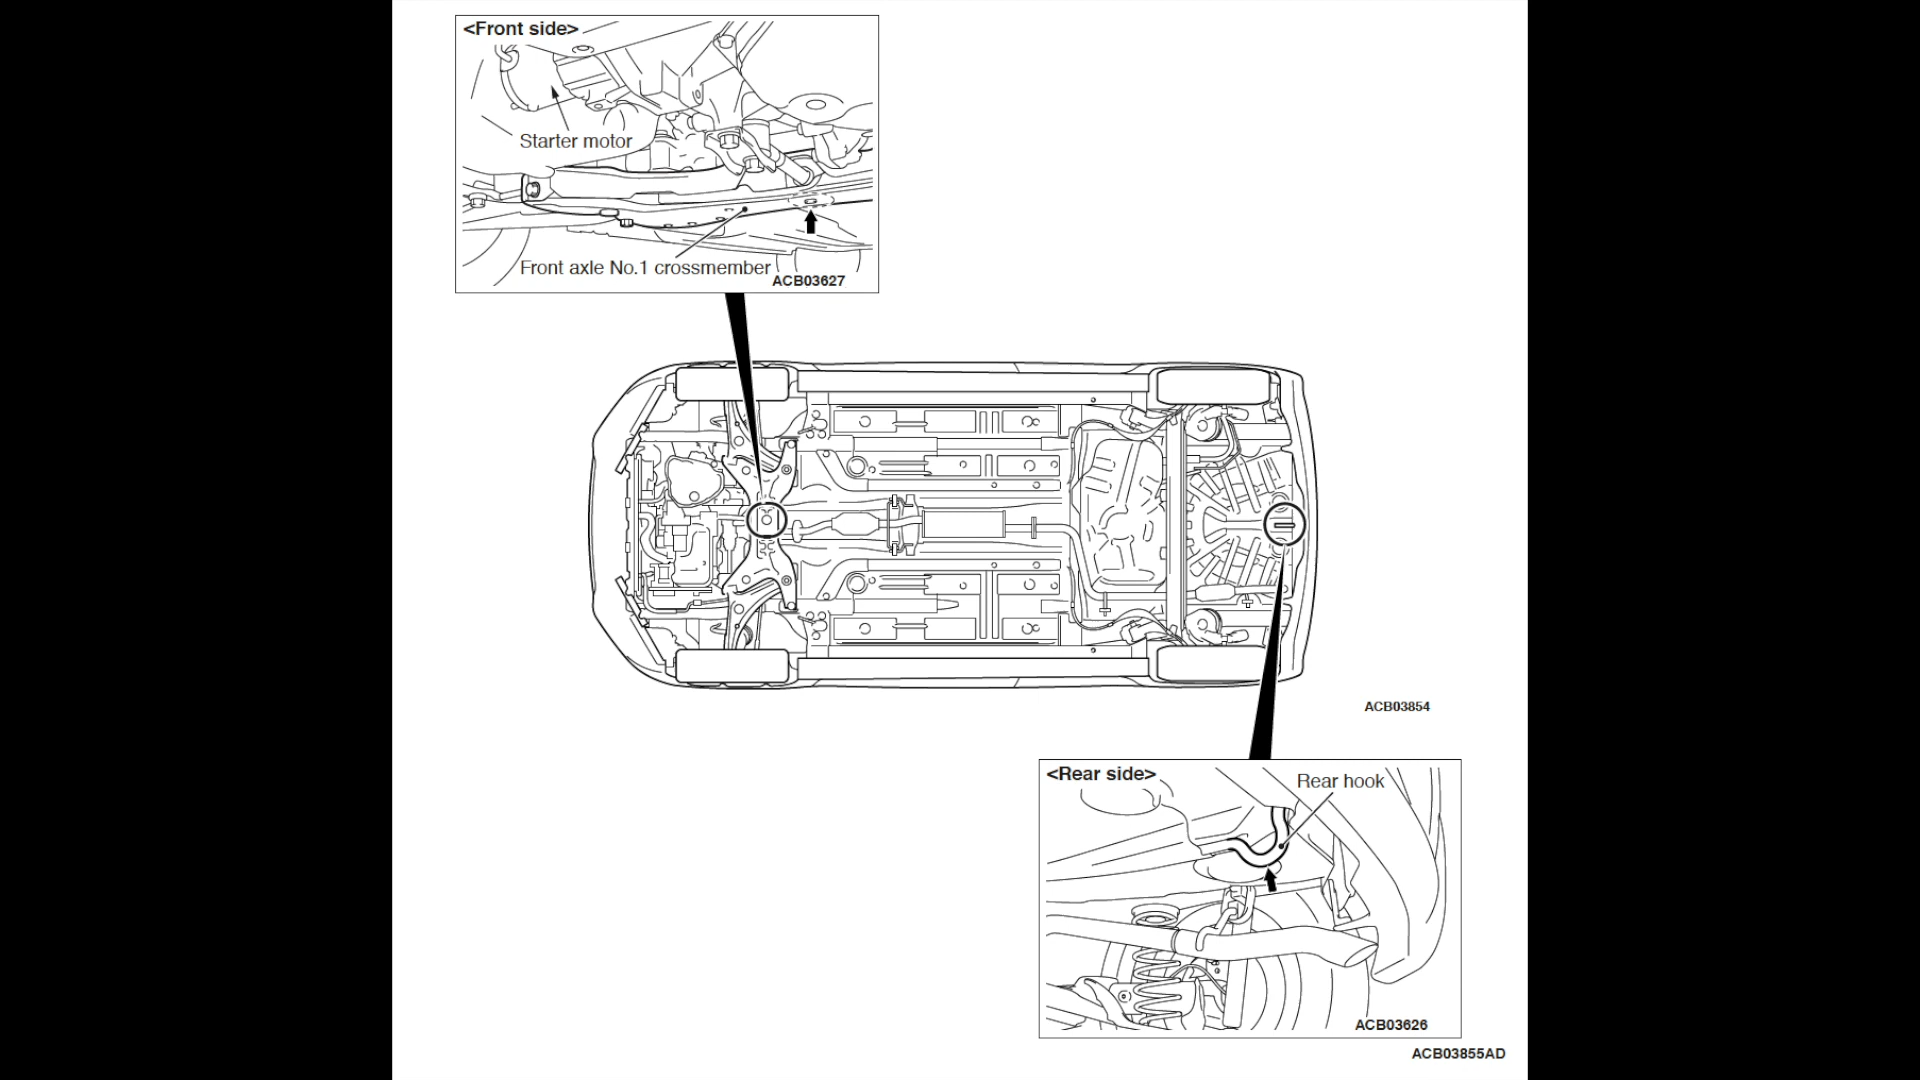 <Front side>
Starter motor
Front axle No.1 crossmember
ACB03627
ACB03854
<Rear side>
Rear hook
ACB03626
ACB03855AD